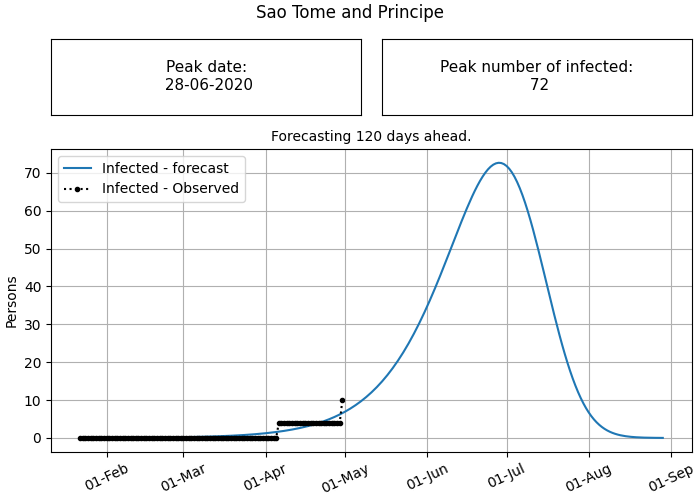 Sao Tome and Principe
Peak date:
28-06-2020
Peak number of infected:
72
Forecasting 120 days ahead.
Infected - forecast
Infected - Observed
Persons
70
60
50
40
30
20
10
0
01-Feb
01-Mar
01-Apr
01-May
01-Jun
01-Jul
01-Aug
01-Sep